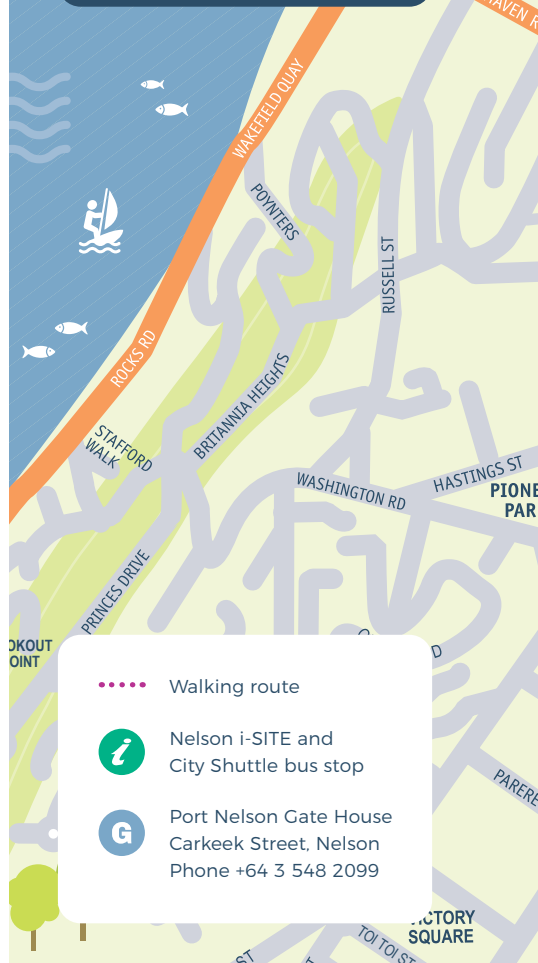 HAVEN R
WAKEFIELD QUAY
POYNTERS
RUSSELL ST
ROCKS RD
BRITANNIA HEIGHTS
STAFFORD
WALK
HASTINGS ST
WASHINGTON RD
PIONE
PAR
PRINCES DRIVE
OKOUT
OINT
D
Walking route
i
Nelson i-SITE and
City Shuttle bus stop
G
Port Nelson Gate House
Carkeek Street, Nelson
Phone +64 3 548 2099
PARERE
CTORY
SQUARE
TOI TOI ST
ST